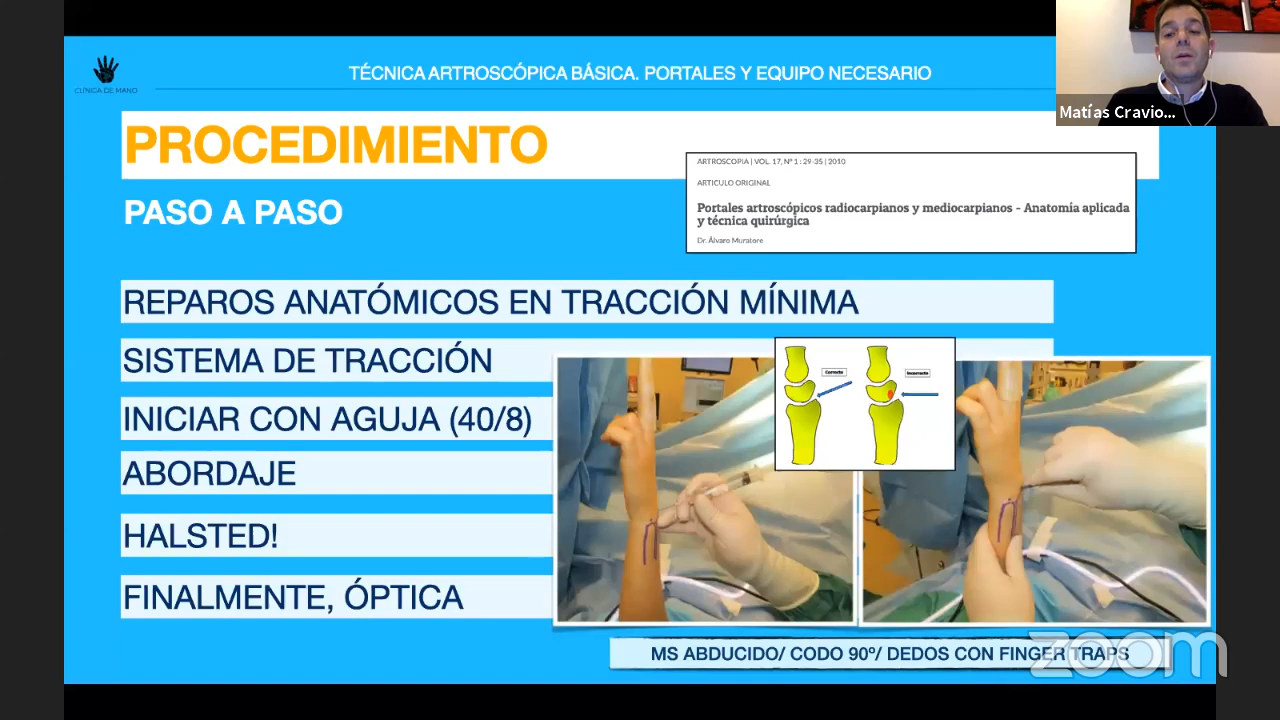 CLINICA DE MANO
TÉCNICA ARTROSCÓPICA BÁSICA. PORTALES Y EQUIPO NECESARIO
Matías Cravio...
PROCEDIMIENTO
PASO A PASO
ARTROSCOPIA | VOL. 17, Nº 1 : 29-35 | 2010
ARTICULO ORIGINAL
Portales artroscópicos radiocarpianos y mediocarpianos - Anatomía aplicada
y técnica quirúrgica
Dr. Álvaro Muratore
REPAROS ANATÓMICOS EN TRACCIÓN MÍNIMA
SISTEMA DE TRACCIÓN
Correcto
Incorrecto
INICIAR CON AGUJA (40/8)
ABORDAJE
HALSTED!
FINALMENTE, ÓPTICA
MS ABDUCIDO/ CODO 90º/ DEDOS CON FINGER TRAPS
zoom